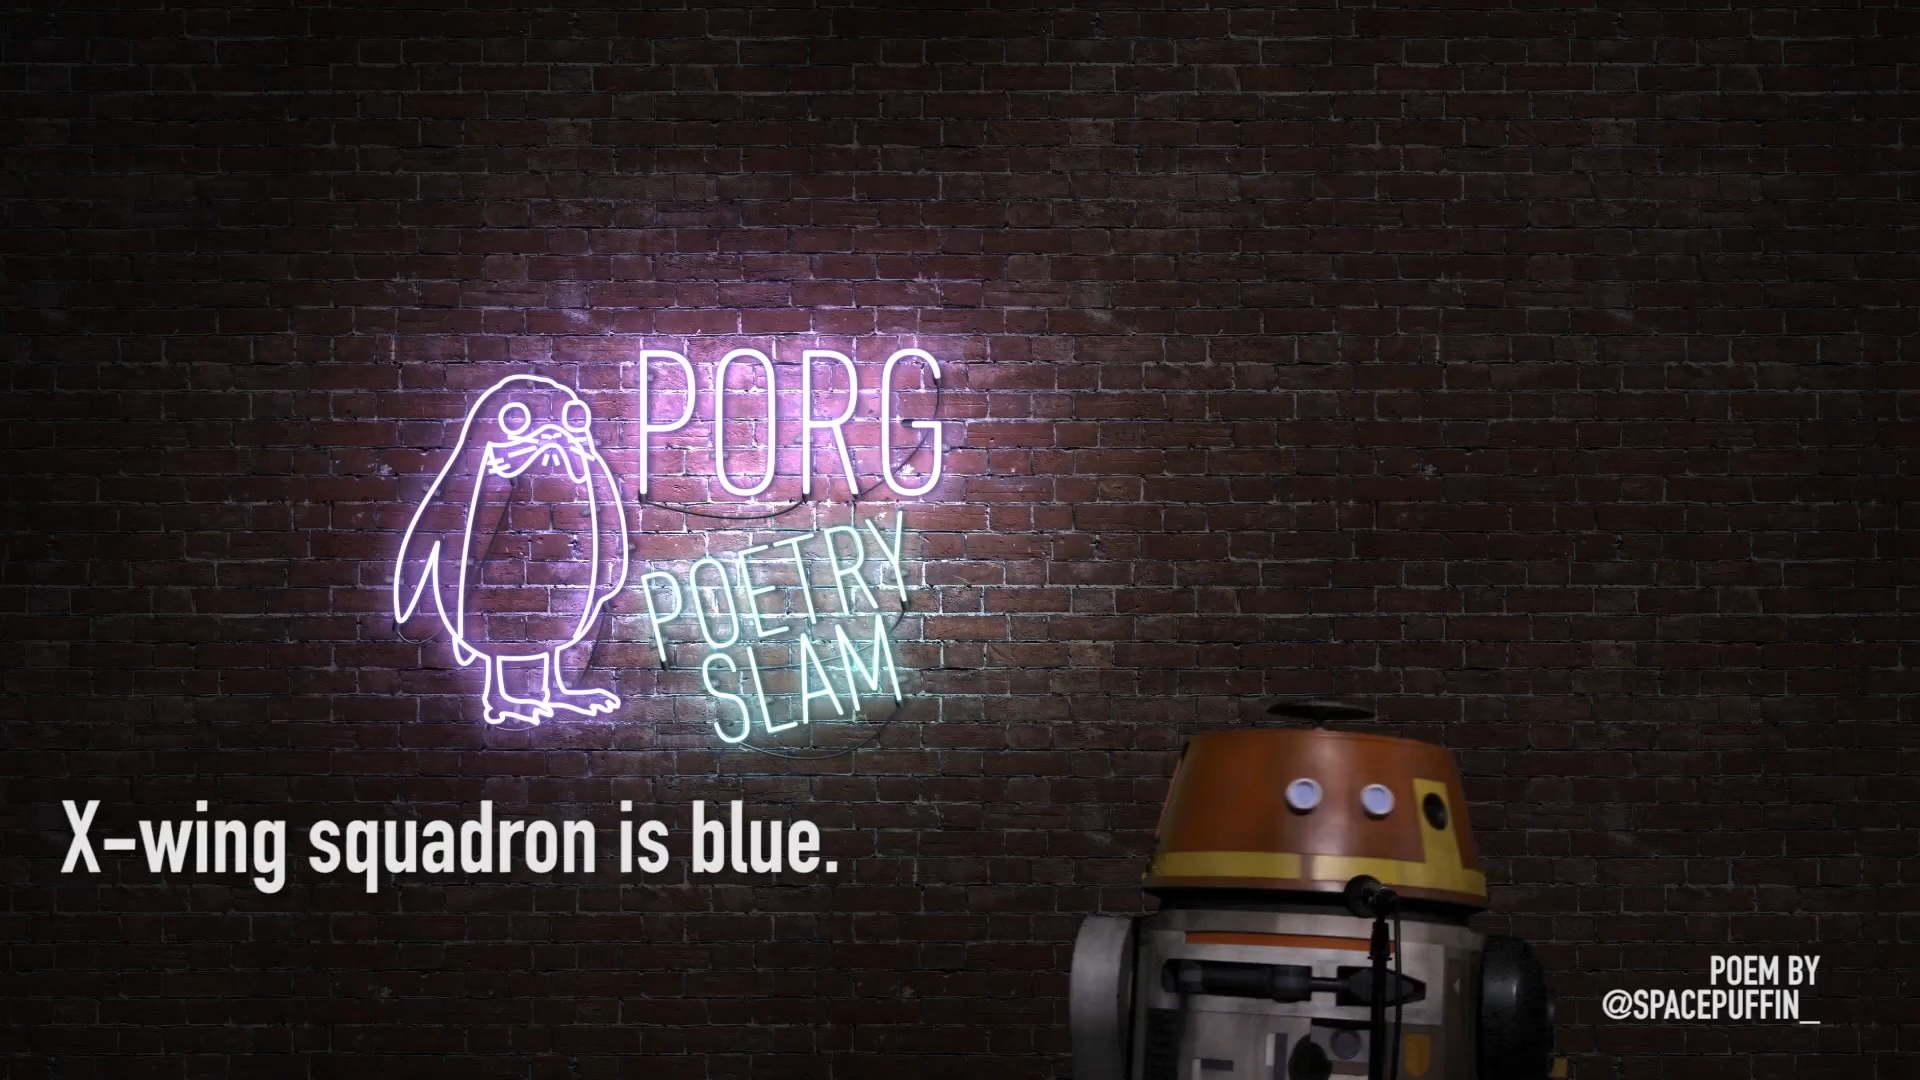 PORG
POETRY
SLAM
X-wing squadron is blue.
POEM BY
@SPACEPUFFIN_